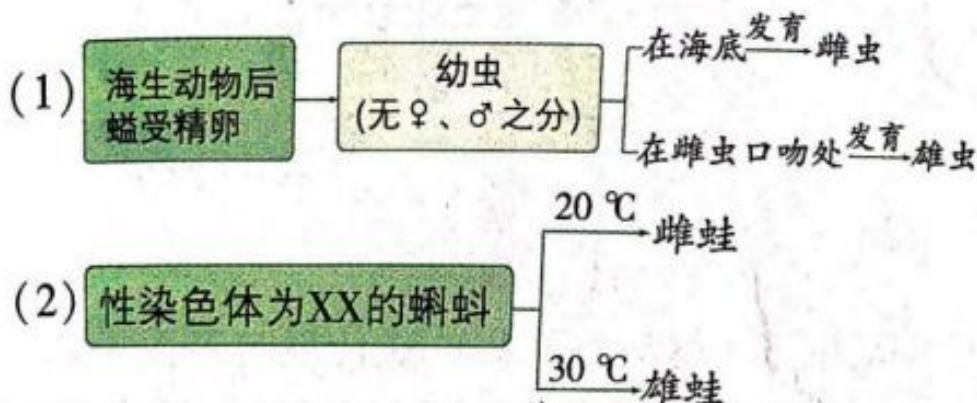 (1) 海生动物后
螠受精卵
幼虫
(无♀、♂之分)
在海底 发育 雌虫
在雌虫口吻处 发育 雄虫
(2) 性染色体为XX的蝌蚪
20 ℃ 雌蛙
30 ℃ 雄蛙